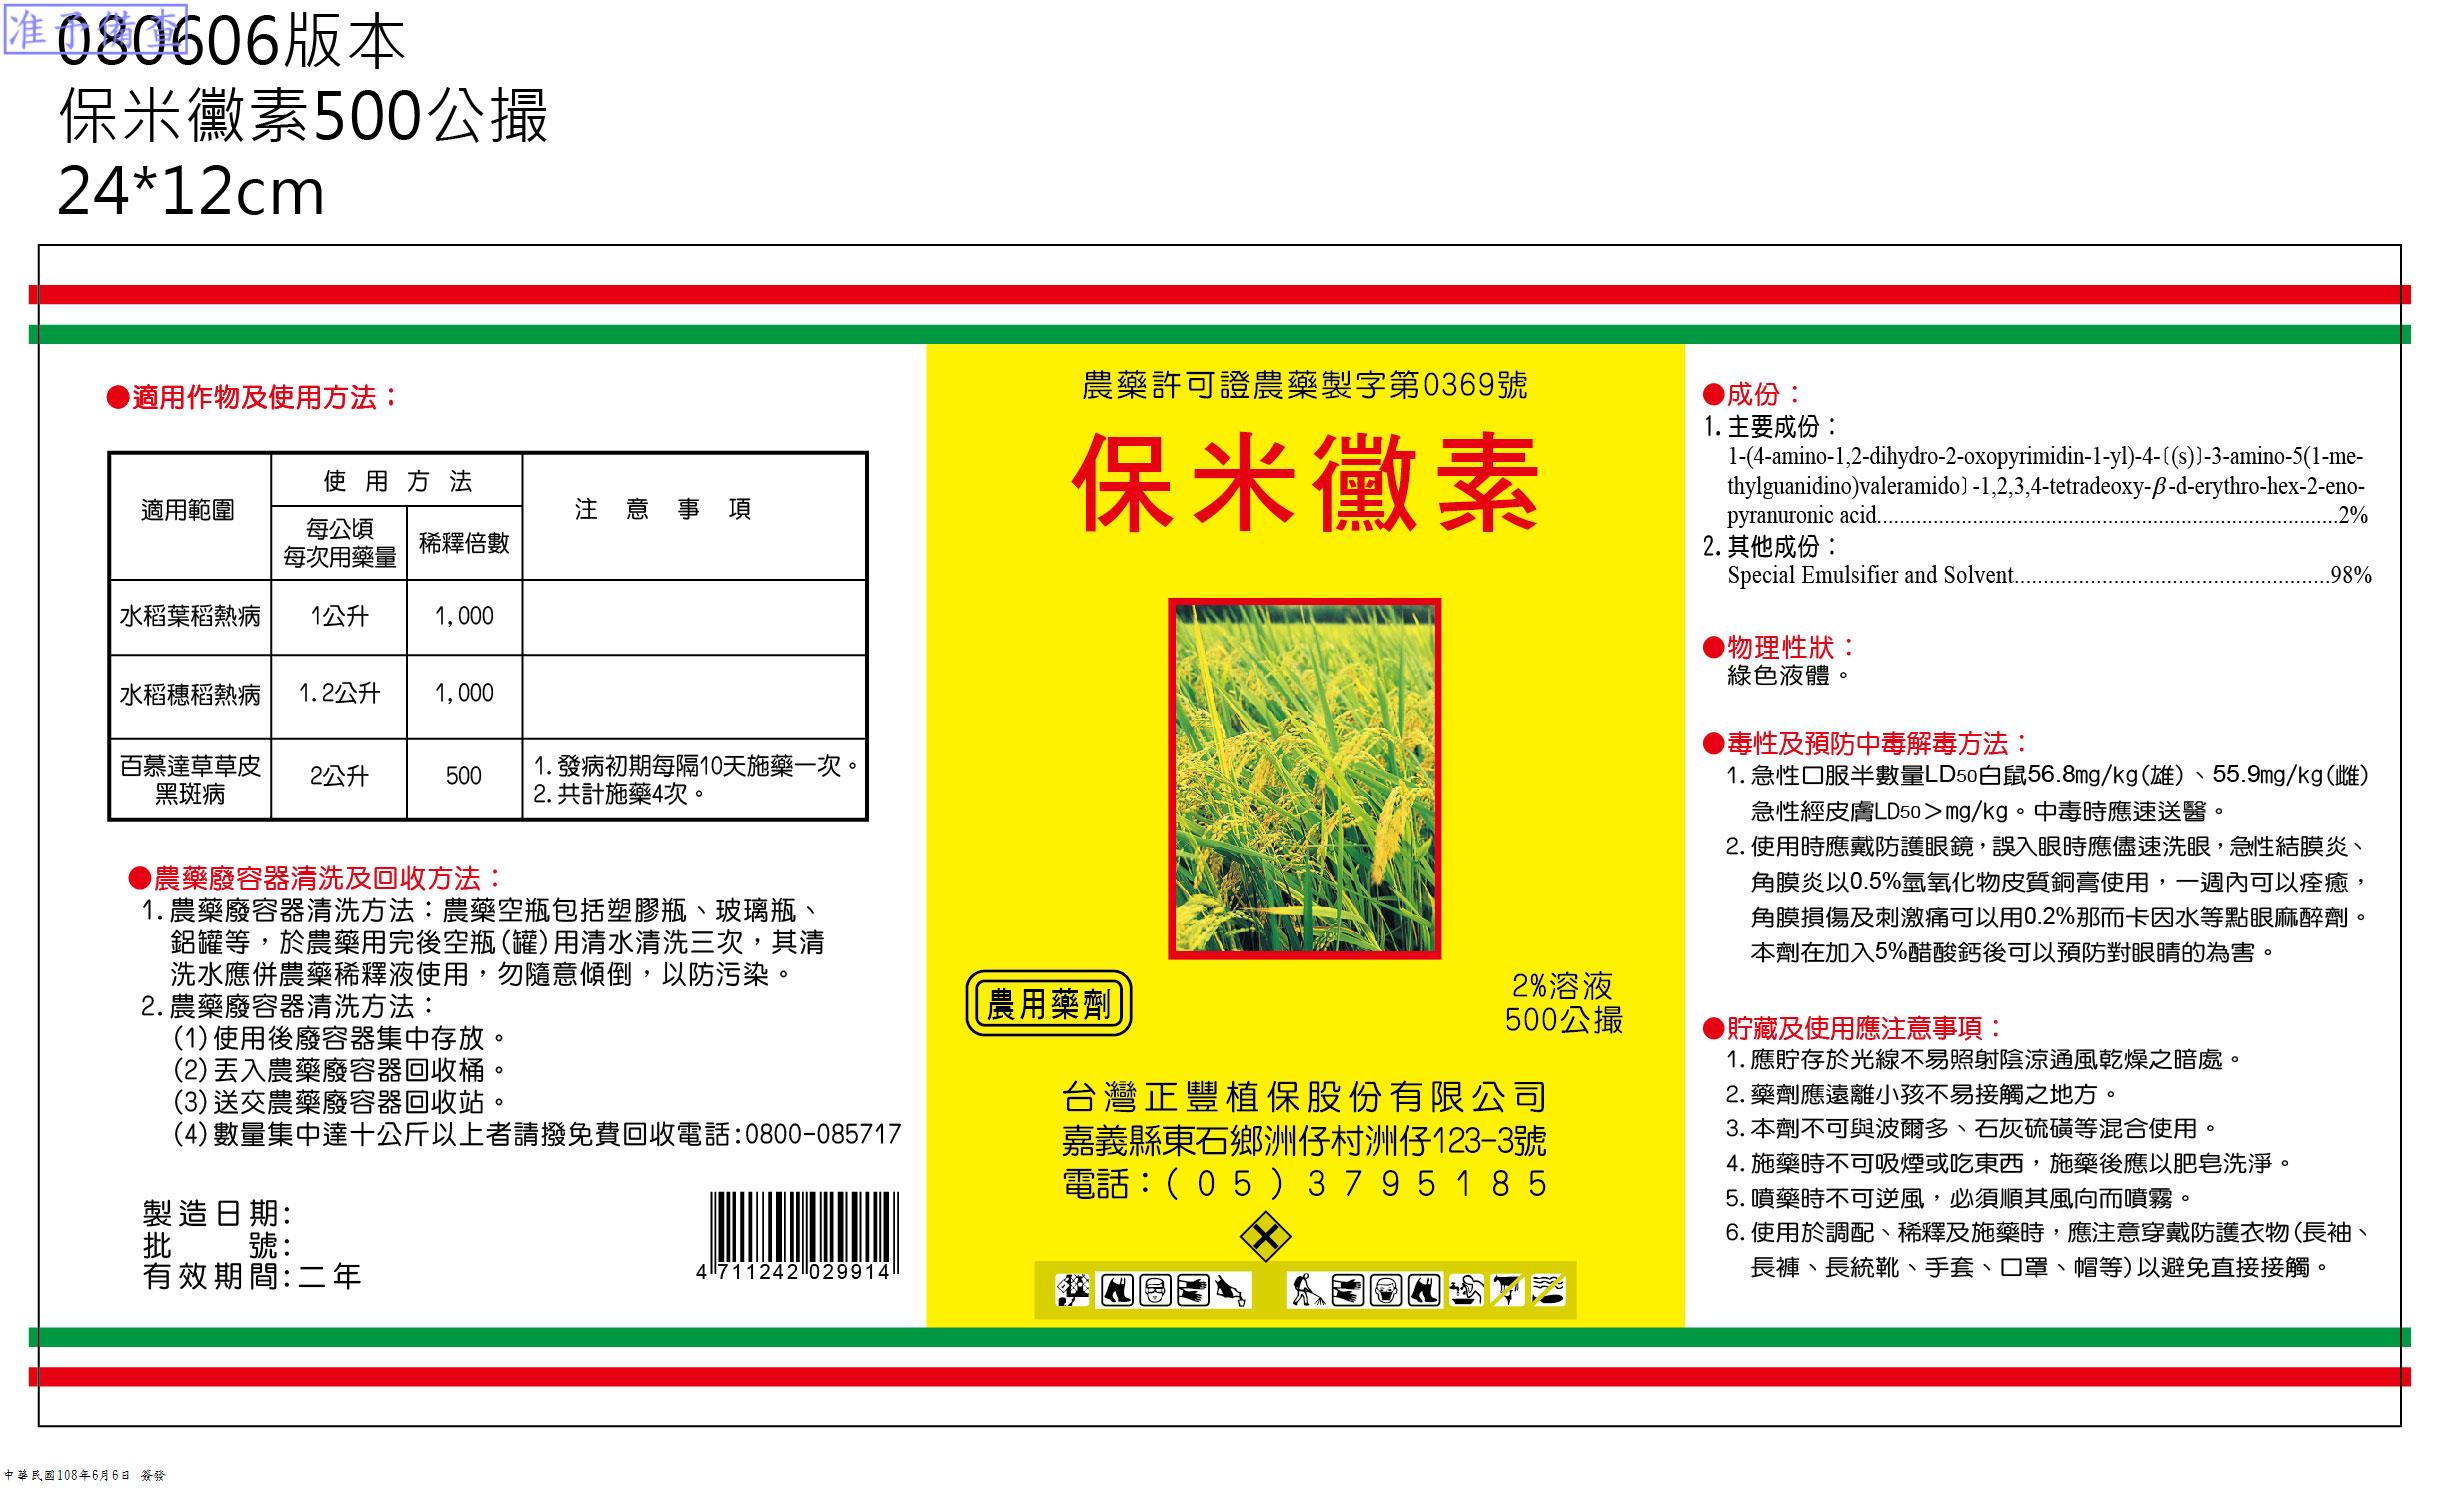 准予備查
080606版本
保米黴素500公撮
24*12cm
●適用作物及使用方法：
適用範圍
使用方法
注意事項
每公頃
每次用藥量
稀釋倍數
水稻葉稻熱病 1公升 1,000
水稻穗稻熱病 1.2公升 1,000
百慕達草草皮
黑斑病
2公升 500
1.發病初期每隔10天施藥一次。
2.共計施藥4次。
●農藥廢容器清洗及回收方法：
1.農藥廢容器清洗方法：農藥空瓶包括塑膠瓶、玻璃瓶、
鋁罐等，於農藥用完後空瓶(罐)用清水清洗三次，其清
洗水應併農藥稀釋液使用，勿隨意傾倒，以防污染。
2.農藥廢容器清洗方法：
(1)使用後廢容器集中存放。
(2)丟入農藥廢容器回收桶。
(3)送交農藥廢容器回收站。
(4)數量集中達十公斤以上者請撥免費回收電話:0800-085717
製造日期:
批　　號:
有效期間:二年
4 711242 029914
農藥許可證農藥製字第0369號
保米黴素
農用藥劑
2%溶液
500公撮
台灣正豐植保股份有限公司
嘉義縣東石鄉洲仔村洲仔123-3號
電話：(05)3795185
●成份：
1.主要成份：
1-(4-amino-1,2-dihydro-2-oxopyrimidin-1-yl)-4-〔(s)〕-3-amino-5(1-me-
thylguanidino)valeramido〕-1,2,3,4-tetradeoxy-β-d-erythro-hex-2-eno-
pyranuronic acid..............................................................................2%
2.其他成份：
Special Emulsifier and Solvent......................................................98%
●物理性狀：
綠色液體。
●毒性及預防中毒解毒方法：
1.急性口服半數量LD50白鼠56.8mg/kg(雄)、55.9mg/kg(雌)
急性經皮膚LD50＞mg/kg。中毒時應速送醫。
2.使用時應戴防護眼鏡，誤入眼時應儘速洗眼，急性結膜炎、
角膜炎以0.5%氫氧化物皮質銅膏使用，一週內可以痊癒，
角膜損傷及刺激痛可以用0.2%那而卡因水等點眼麻醉劑。
本劑在加入5%醋酸鈣後可以預防對眼睛的為害。
●貯藏及使用應注意事項：
1.應貯存於光線不易照射陰涼通風乾燥之暗處。
2.藥劑應遠離小孩不易接觸之地方。
3.本劑不可與波爾多、石灰硫磺等混合使用。
4.施藥時不可吸煙或吃東西，施藥後應以肥皂洗淨。
5.噴藥時不可逆風，必須順其風向而噴霧。
6.使用於調配、稀釋及施藥時，應注意穿戴防護衣物(長袖、
長褲、長統靴、手套、口罩、帽等)以避免直接接觸。
中華民國108年6月6日 簽發